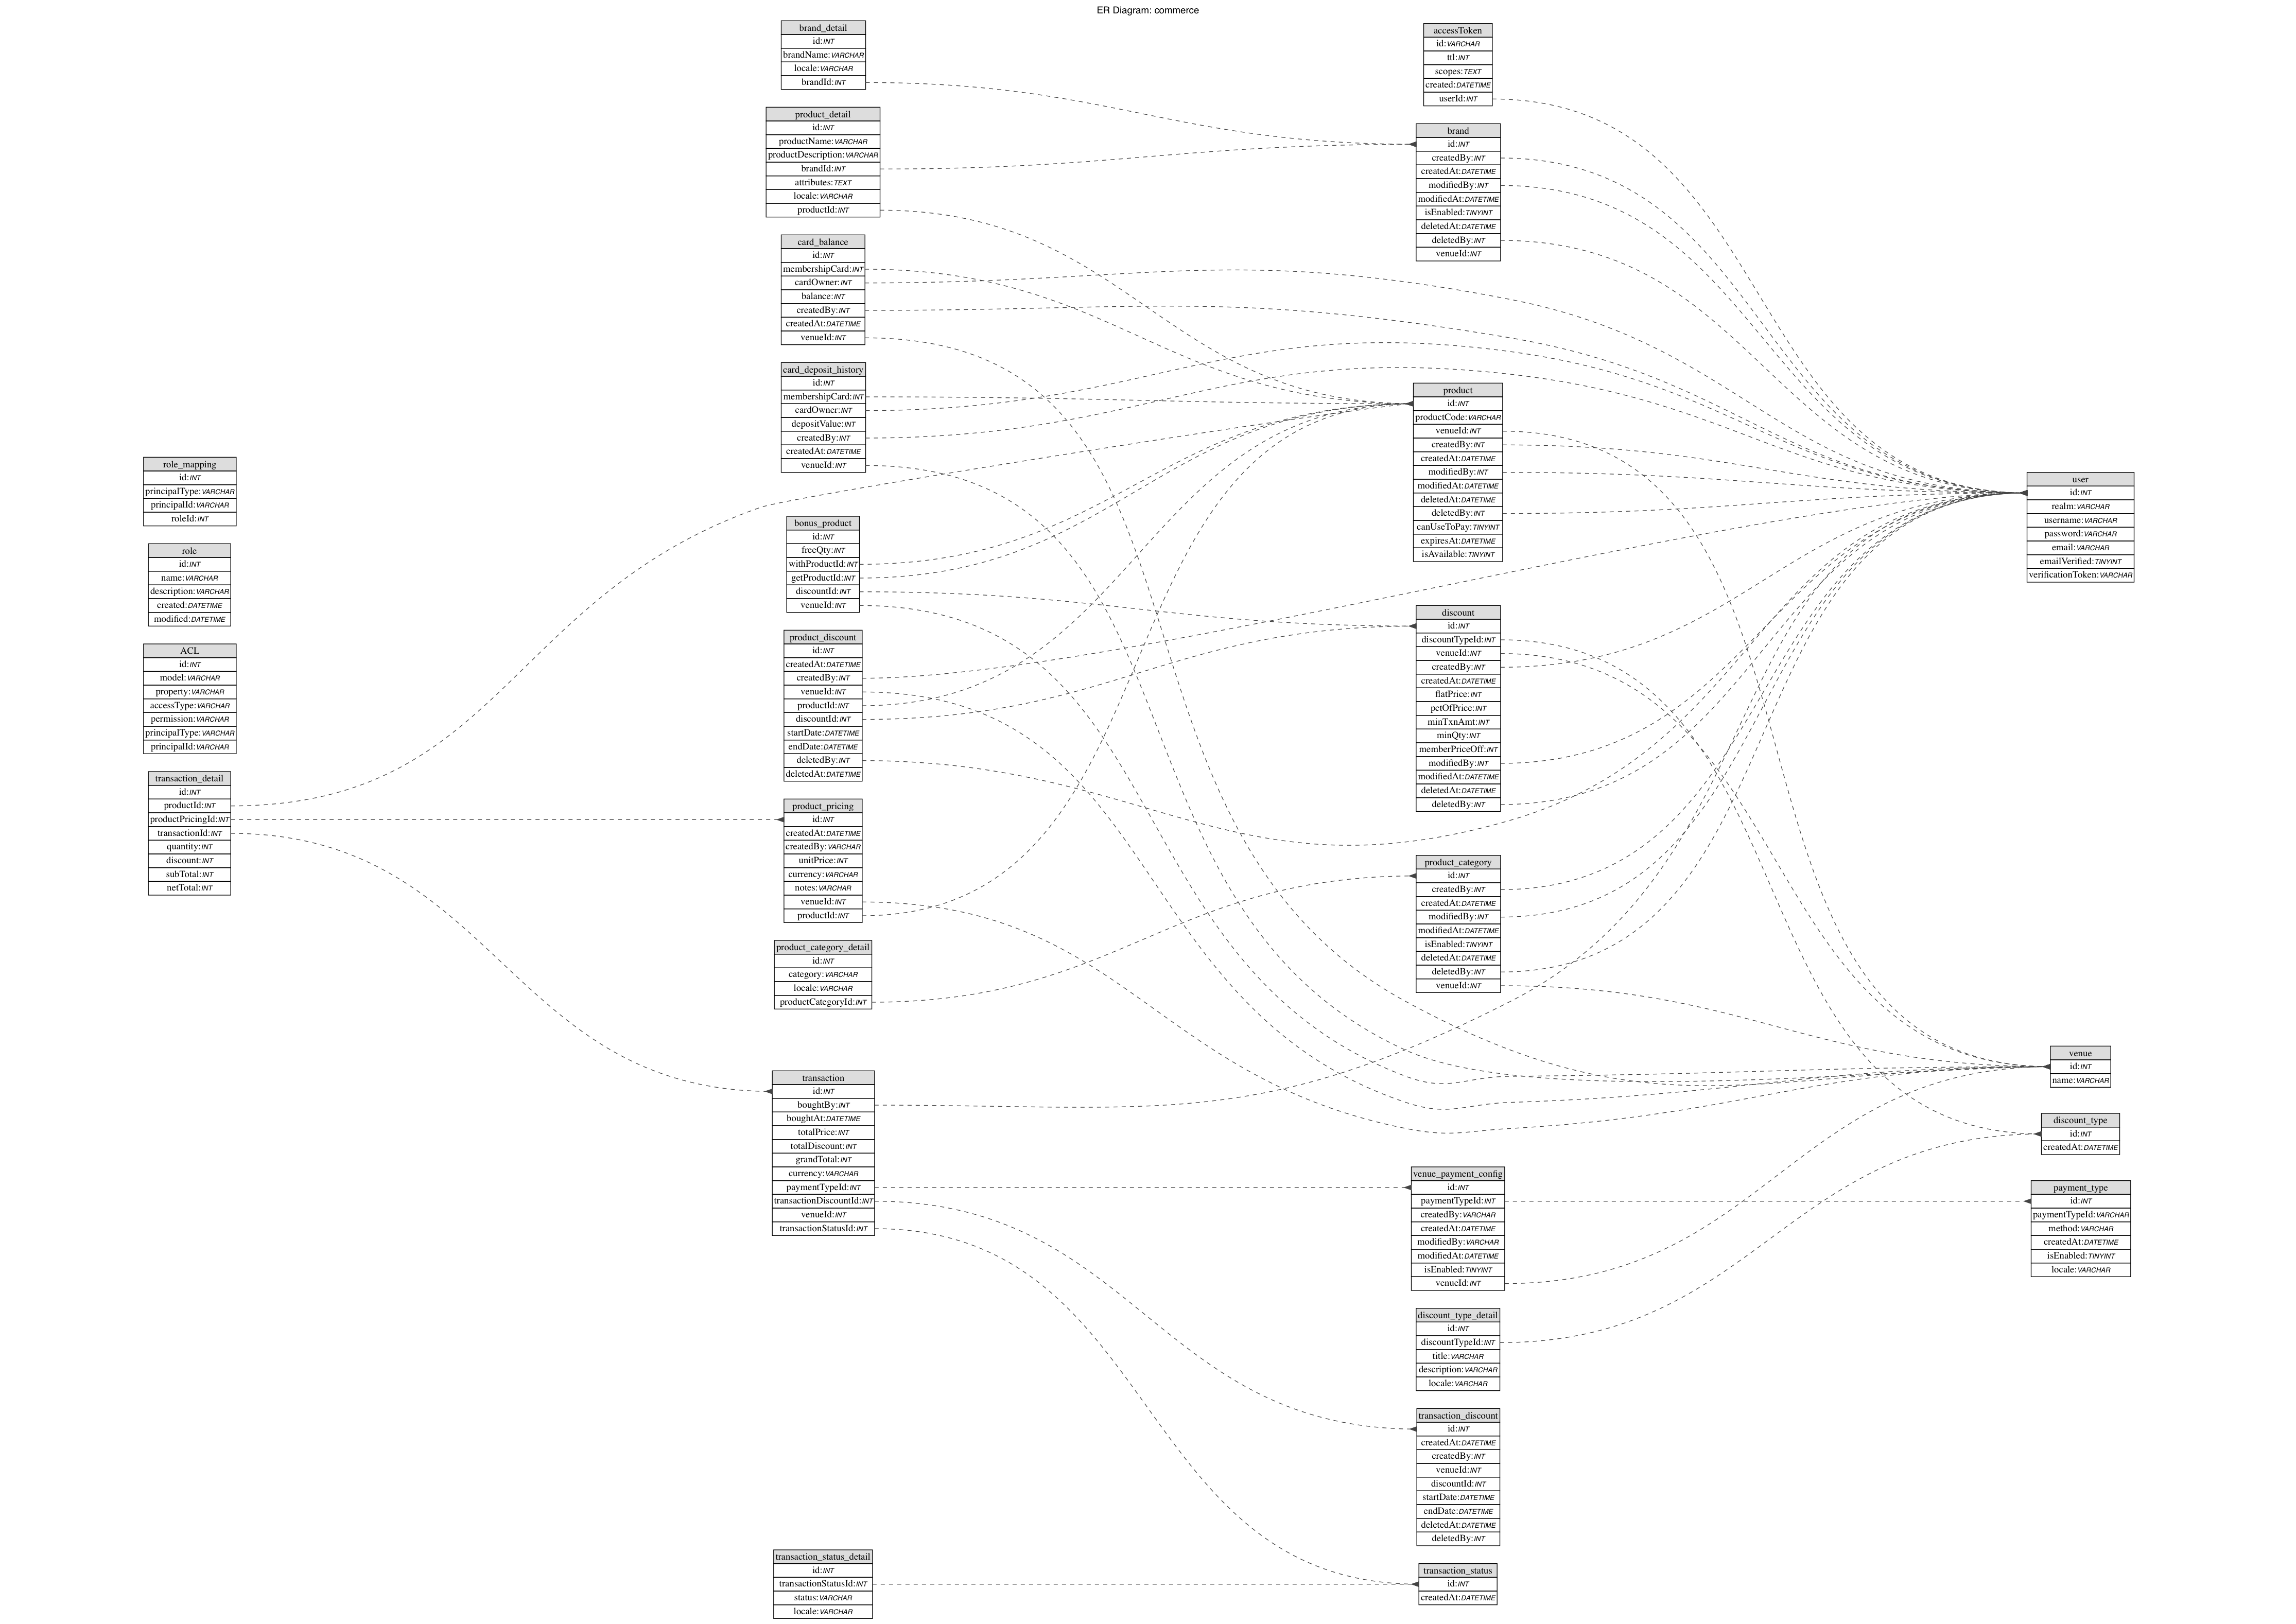 ER Diagram: commerce
role_mapping
id:INT
principalType:VARCHAR
principalId:VARCHAR
roleId:INT
role
id:INT
name:VARCHAR
description:VARCHAR
created:DATETIME
modified:DATETIME
ACL
id:INT
model:VARCHAR
property:VARCHAR
accessType:VARCHAR
permission:VARCHAR
principalType:VARCHAR
principalId:VARCHAR
transaction_detail
id:INT
productId:INT
productPricingId:INT
transactionId:INT
quantity:INT
discount:INT
subTotal:INT
netTotal:INT
brand_detail
id:INT
brandName:VARCHAR
locale:VARCHAR
brandId:INT
product_detail
id:INT
productName:VARCHAR
productDescription:VARCHAR
brandId:INT
attributes:TEXT
locale:VARCHAR
productId:INT
card_balance
id:INT
membershipCard:INT
cardOwner:INT
balance:INT
createdBy:INT
createdAt:DATETIME
venueId:INT
card_deposit_history
id:INT
membershipCard:INT
cardOwner:INT
depositValue:INT
createdBy:INT
createdAt:DATETIME
venueId:INT
bonus_product
id:INT
freeQty:INT
withProductId:INT
getProductId:INT
discountId:INT
venueId:INT
product_discount
id:INT
createdAt:DATETIME
createdBy:INT
venueId:INT
productId:INT
discountId:INT
startDate:DATETIME
endDate:DATETIME
deletedBy:INT
deletedAt:DATETIME
product_pricing
id:INT
createdAt:DATETIME
createdBy:VARCHAR
unitPrice:INT
currency:VARCHAR
notes:VARCHAR
venueId:INT
productId:INT
product_category_detail
id:INT
category:VARCHAR
locale:VARCHAR
productCategoryId:INT
transaction
id:INT
boughtBy:INT
boughtAt:DATETIME
totalPrice:INT
totalDiscount:INT
grandTotal:INT
currency:VARCHAR
paymentTypeId:INT
transactionDiscountId:INT
venueId:INT
transactionStatusId:INT
transaction_status_detail
id:INT
transactionStatusId:INT
status:VARCHAR
locale:VARCHAR
accessToken
id:VARCHAR
ttl:INT
scopes:TEXT
created:DATETIME
userId:INT
brand
id:INT
createdBy:INT
createdAt:DATETIME
modifiedBy:INT
modifiedAt:DATETIME
isEnabled:TINYINT
deletedAt:DATETIME
deletedBy:INT
venueId:INT
product
id:INT
productCode:VARCHAR
venueId:INT
createdBy:INT
createdAt:DATETIME
modifiedBy:INT
modifiedAt:DATETIME
deletedAt:DATETIME
deletedBy:INT
canUseToPay:TINYINT
expiresAt:DATETIME
isAvailable:TINYINT
discount
id:INT
discountTypeId:INT
venueId:INT
createdBy:INT
createdAt:DATETIME
flatPrice:INT
pctOfPrice:INT
minTxnAmt:INT
minQty:INT
memberPriceOff:INT
modifiedBy:INT
modifiedAt:DATETIME
deletedAt:DATETIME
deletedBy:INT
product_category
id:INT
createdBy:INT
createdAt:DATETIME
modifiedBy:INT
modifiedAt:DATETIME
isEnabled:TINYINT
deletedAt:DATETIME
deletedBy:INT
venueId:INT
venue_payment_config
id:INT
paymentTypeId:INT
createdBy:VARCHAR
createdAt:DATETIME
modifiedBy:VARCHAR
modifiedAt:DATETIME
isEnabled:TINYINT
venueId:INT
discount_type_detail
id:INT
discountTypeId:INT
title:VARCHAR
description:VARCHAR
locale:VARCHAR
transaction_discount
id:INT
createdAt:DATETIME
createdBy:INT
venueId:INT
discountId:INT
startDate:DATETIME
endDate:DATETIME
deletedAt:DATETIME
deletedBy:INT
transaction_status
id:INT
createdAt:DATETIME
user
id:INT
realm:VARCHAR
username:VARCHAR
password:VARCHAR
email:VARCHAR
emailVerified:TINYINT
verificationToken:VARCHAR
venue
id:INT
name:VARCHAR
discount_type
id:INT
createdAt:DATETIME
payment_type
id:INT
paymentTypeId:VARCHAR
method:VARCHAR
createdAt:DATETIME
isEnabled:TINYINT
locale:VARCHAR